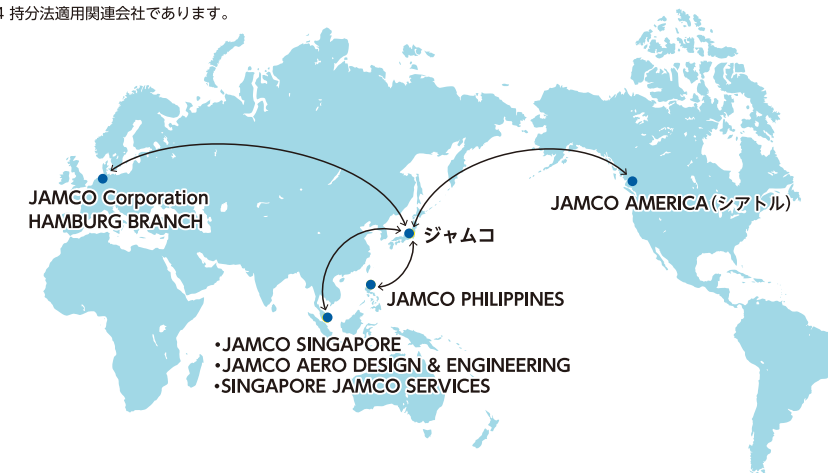 4 持分法適用関連会社であります。
JAMCO Corporation
HAMBURG BRANCH
JAMCO AMERICA(シアトル)
ジャムコ
JAMCO PHILIPPINES
・JAMCO SINGAPORE
・JAMCO AERO DESIGN & ENGINEERING
・SINGAPORE JAMCO SERVICES